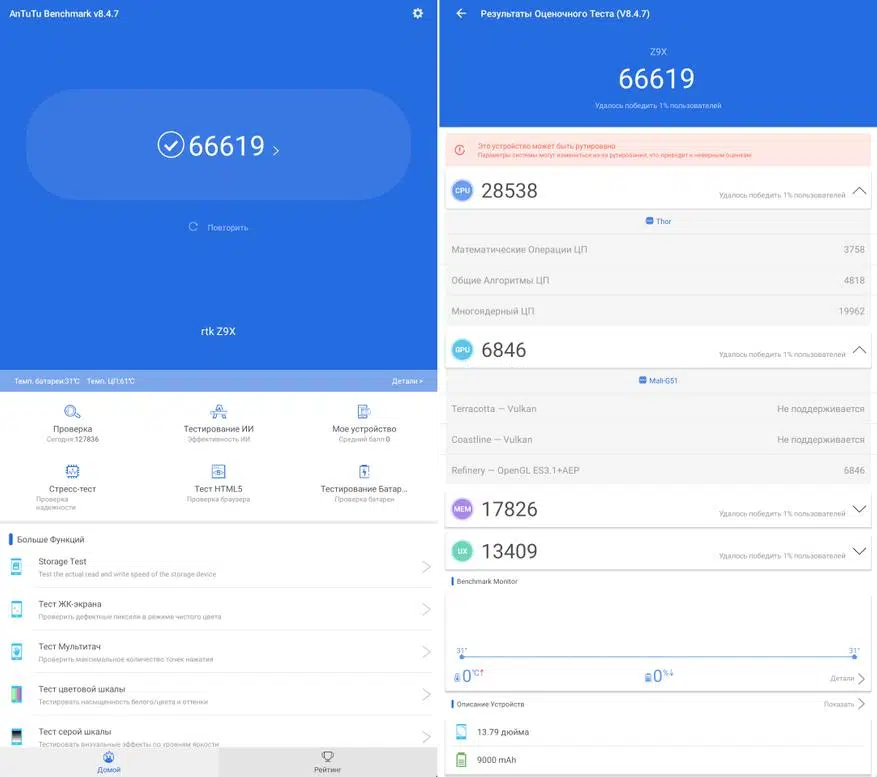 AnTuTu Benchmark v8.4.7
66619
Повторить
rtk Z9X
Темп. батареи:31℃ Темп. ЦП:61℃ Детали >
Проверка
Сегодня:127836
Тестирование ИИ
Эффективность ИИ
Мое устройство
Средний балл 0
Стресс-тест
Проверка
надежности
Тест HTML5
Проверка браузера
Тестирование Батар...
Проверка батареи
Больше Функций
Storage Test
Test the actual read and write speed of the storage device
Тест ЖК-экрана
Проверить дефектные пиксели в режиме чистого цвета
Тест Мультитач
Проверить максимальное количество точек нажатия
Тест цветовой шкалы
Тестировать насыщенность белого/цвета и оттенки
Тест серой шкалы
Тестировать визуальные эффекты по уровням яркости
Домой
Рейтинг
Результаты Оценочного Теста (V8.4.7)
Z9X
66619
Удалось победить 1% пользователей
Это устройство может быть рутировано
Параметры системы могут измениться из-за рутирования, что приведет к неверным оценкам
CPU 28538 Удалось победить 1% пользователей
Thor
Математические Операции ЦП 3758
Общие Алгоритмы ЦП 4818
Многоядерный ЦП 19962
GPU 6846 Удалось победить 1% пользователей
Mali-G51
Terracotta — Vulkan Не поддерживается
Coastline — Vulkan Не поддерживается
Refinery — OpenGL ES3.1+AEP 6846
MEM 17826 Удалось победить 1% пользователей
UX 13409 Удалось победить 1% пользователей
Benchmark Monitor
31° 31°
0℃↑ 0%↓ Детали
Описание Устройств Показать
13.79 дюйма
9000 mAh